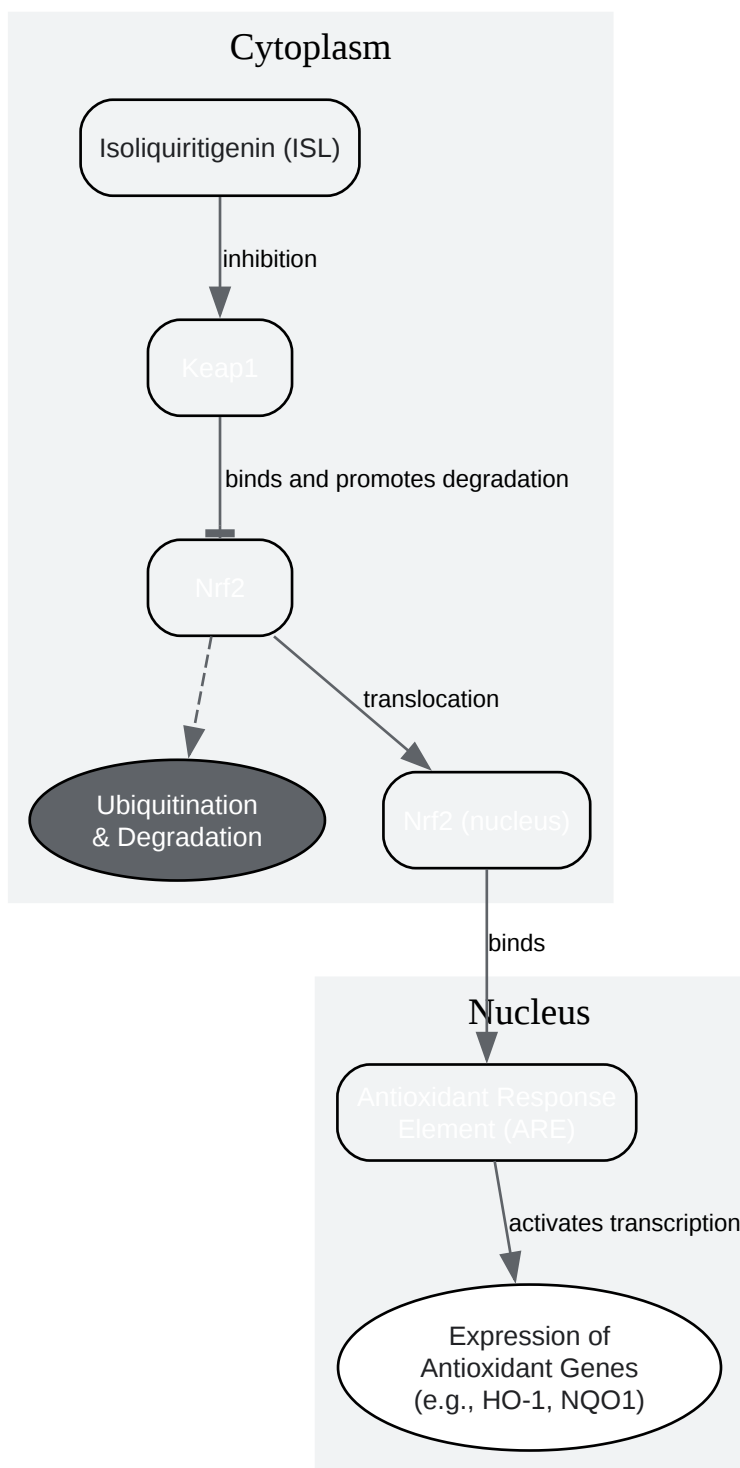 Cytoplasm
Isoliquiritigenin (ISL)
inhibition
Keap1
binds and promotes degradation
Nrf2
translocation
Ubiquitination
& Degradation
Nrf2 (nucleus)
binds
Nucleus
Antioxidant Response
Element (ARE)
activates transcription
Expression of
Antioxidant Genes
(e.g., HO-1, NQO1)